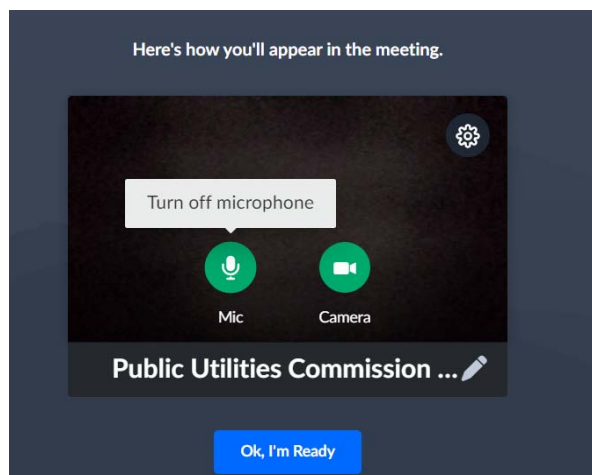 Here's how you'll appear in the meeting.
Turn off microphone
Mic Camera
Public Utilities Commission ...
Ok, I'm Ready